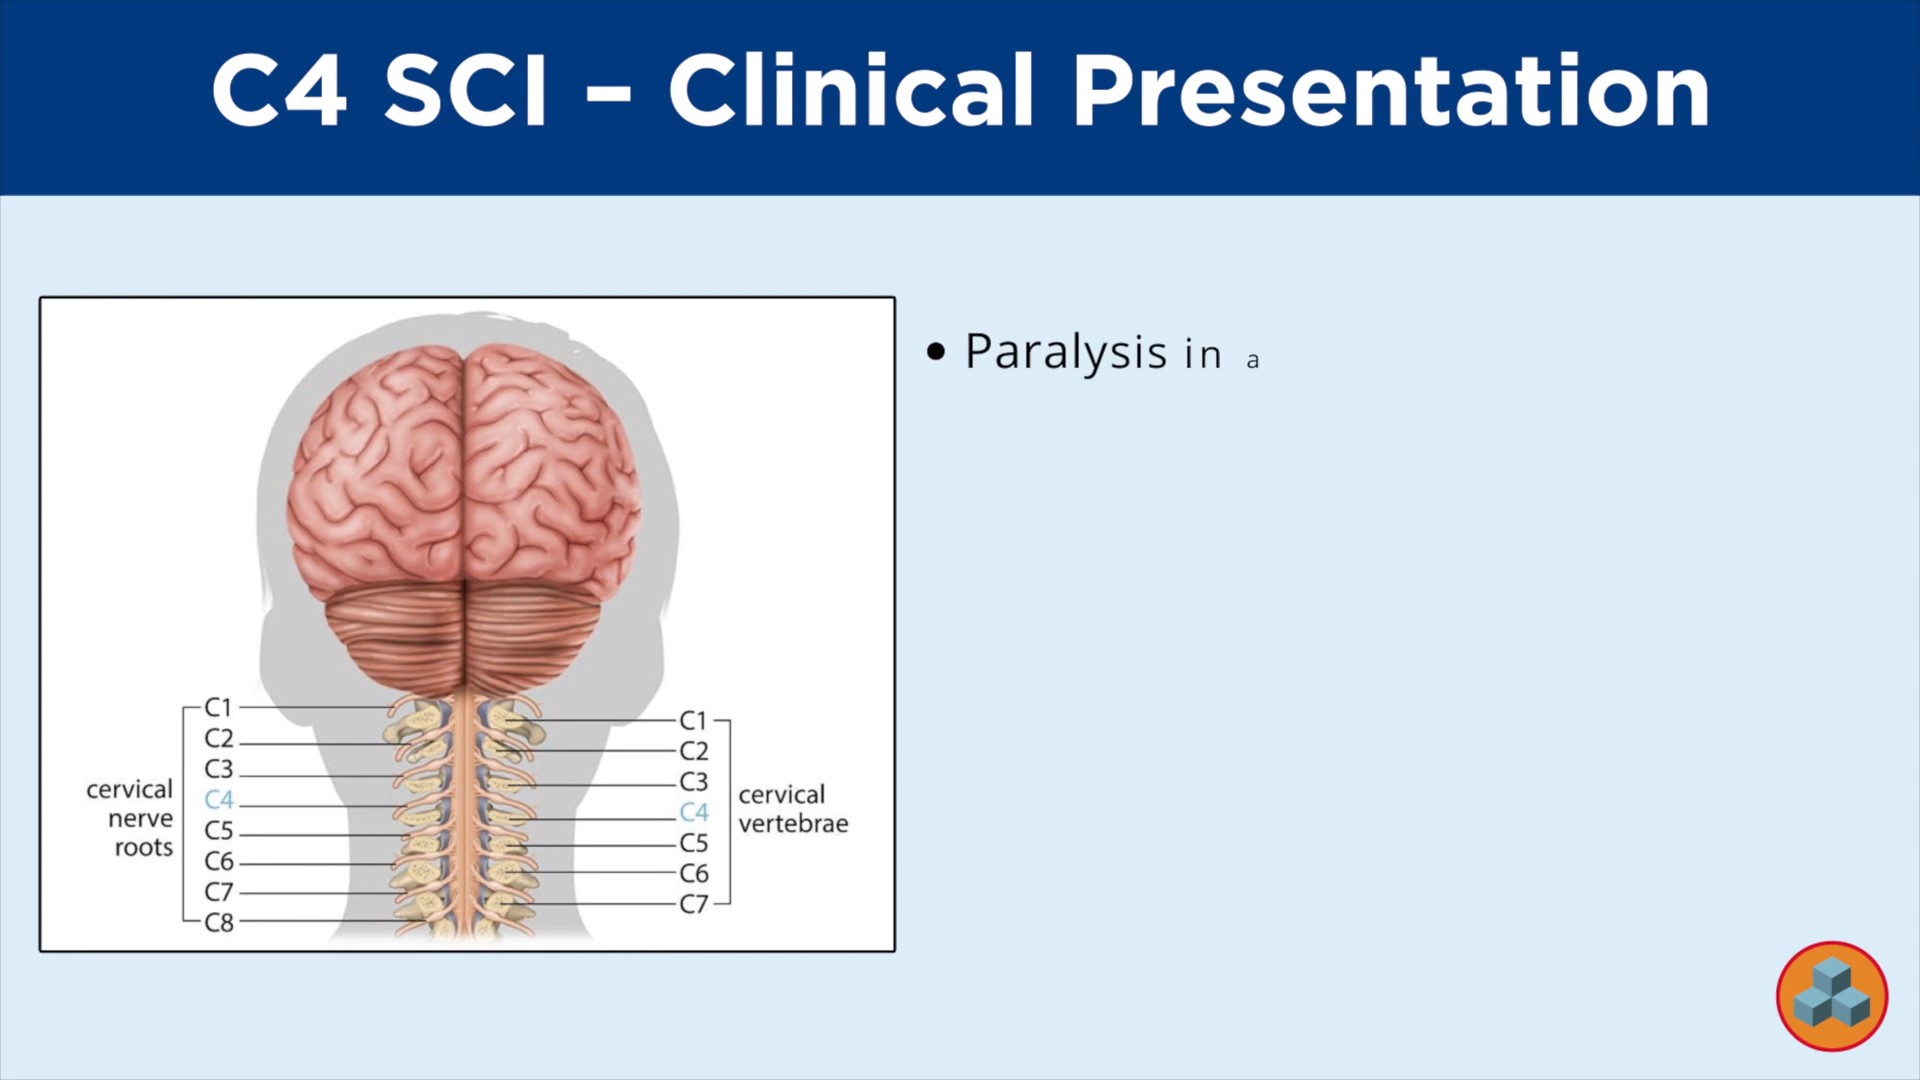 C4 SCI – Clinical Presentation
• Paralysis in a
cervical
nerve
roots
C1
C2
C3
C4
C5
C6
C7
C8
C1
C2
C3
C4
C5
C6
C7
cervical
vertebrae